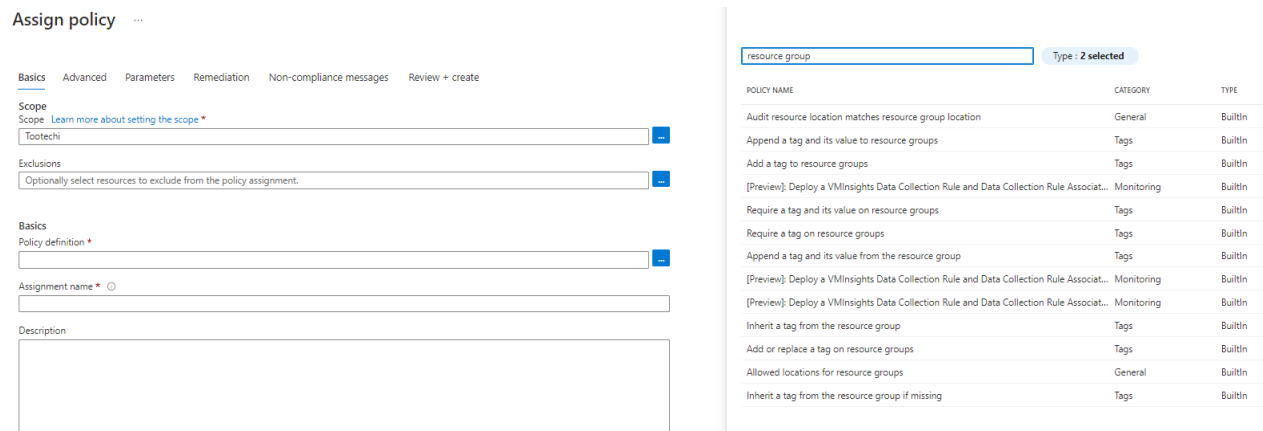 Assign policy ...
Basics Advanced Parameters Remediation Non-compliance messages Review + create
Scope
Scope Learn more about setting the scope *
Tootechi
...
Exclusions
Optionally select resources to exclude from the policy assignment.
...
Basics
Policy definition *
...
Assignment name *
Description
resource group Type : 2 selected
POLICY NAME CATEGORY TYPE
Audit resource location matches resource group location General BuiltIn
Append a tag and its value to resource groups Tags BuiltIn
Add a tag to resource groups Tags BuiltIn
[Preview]: Deploy a VMInsights Data Collection Rule and Data Collection Rule Associat... Monitoring BuiltIn
Require a tag and its value on resource groups Tags BuiltIn
Require a tag on resource groups Tags BuiltIn
Append a tag and its value from the resource group Tags BuiltIn
[Preview]: Deploy a VMInsights Data Collection Rule and Data Collection Rule Associat... Monitoring BuiltIn
[Preview]: Deploy a VMInsights Data Collection Rule and Data Collection Rule Associat... Monitoring BuiltIn
Inherit a tag from the resource group Tags BuiltIn
Add or replace a tag on resource groups Tags BuiltIn
Allowed locations for resource groups General BuiltIn
Inherit a tag from the resource group if missing Tags BuiltIn